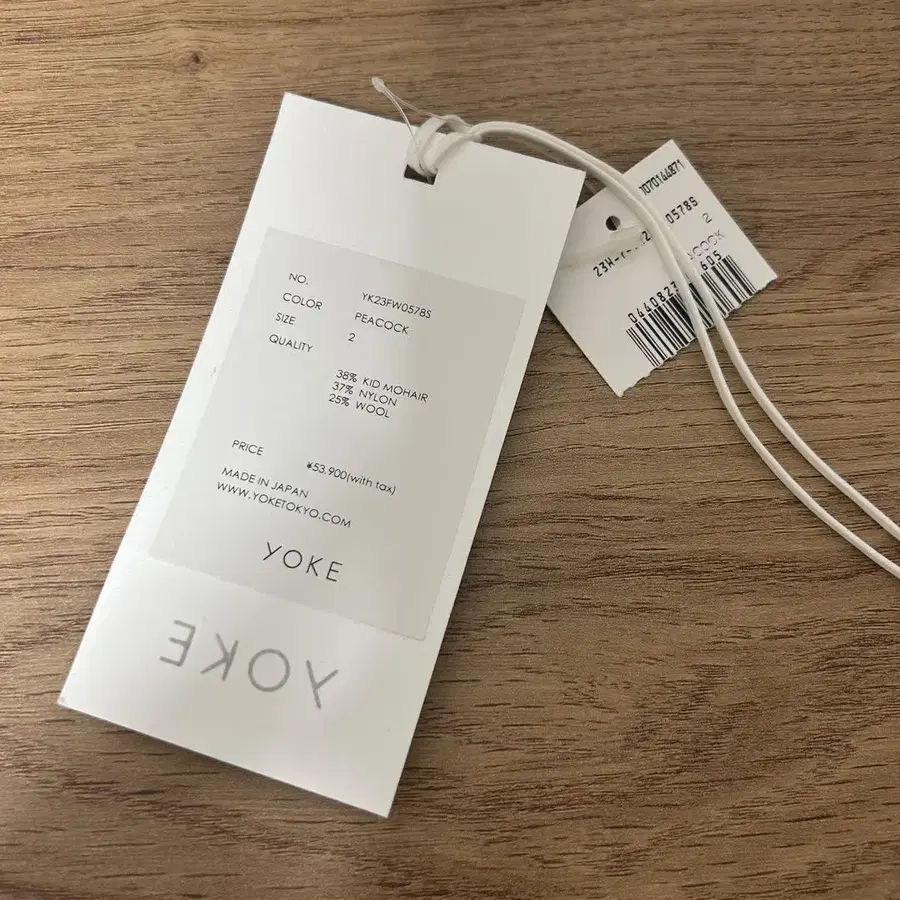 NO. YK23FW0578S
COLOR PEACOCK
SIZE 2
QUALITY
38% KID MOHAIR
37% NYLON
25% WOOL
PRICE ¥53,900(with tax)
MADE IN JAPAN
WWW.YOKETOKYO.COM
YOKE
YOKE
0578S
2